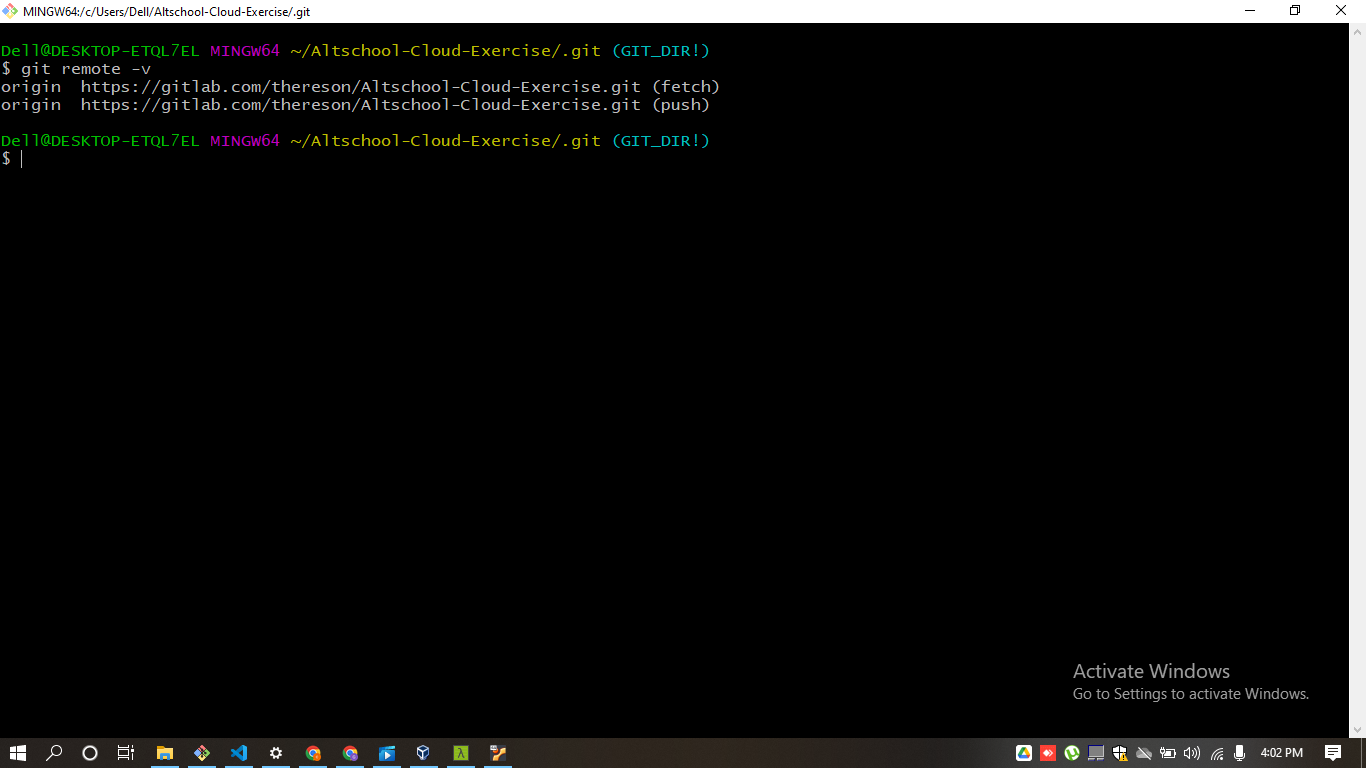 MINGW64:/c/Users/Dell/Altschool-Cloud-Exercise/.git
Dell@DESKTOP-ETQL7EL MINGW64 ~/Altschool-Cloud-Exercise/.git (GIT_DIR!)
$ git remote -v
origin  https://gitlab.com/thereson/Altschool-Cloud-Exercise.git (fetch)
origin  https://gitlab.com/thereson/Altschool-Cloud-Exercise.git (push)
Dell@DESKTOP-ETQL7EL MINGW64 ~/Altschool-Cloud-Exercise/.git (GIT_DIR!)
$
Activate Windows
Go to Settings to activate Windows.
4:02 PM